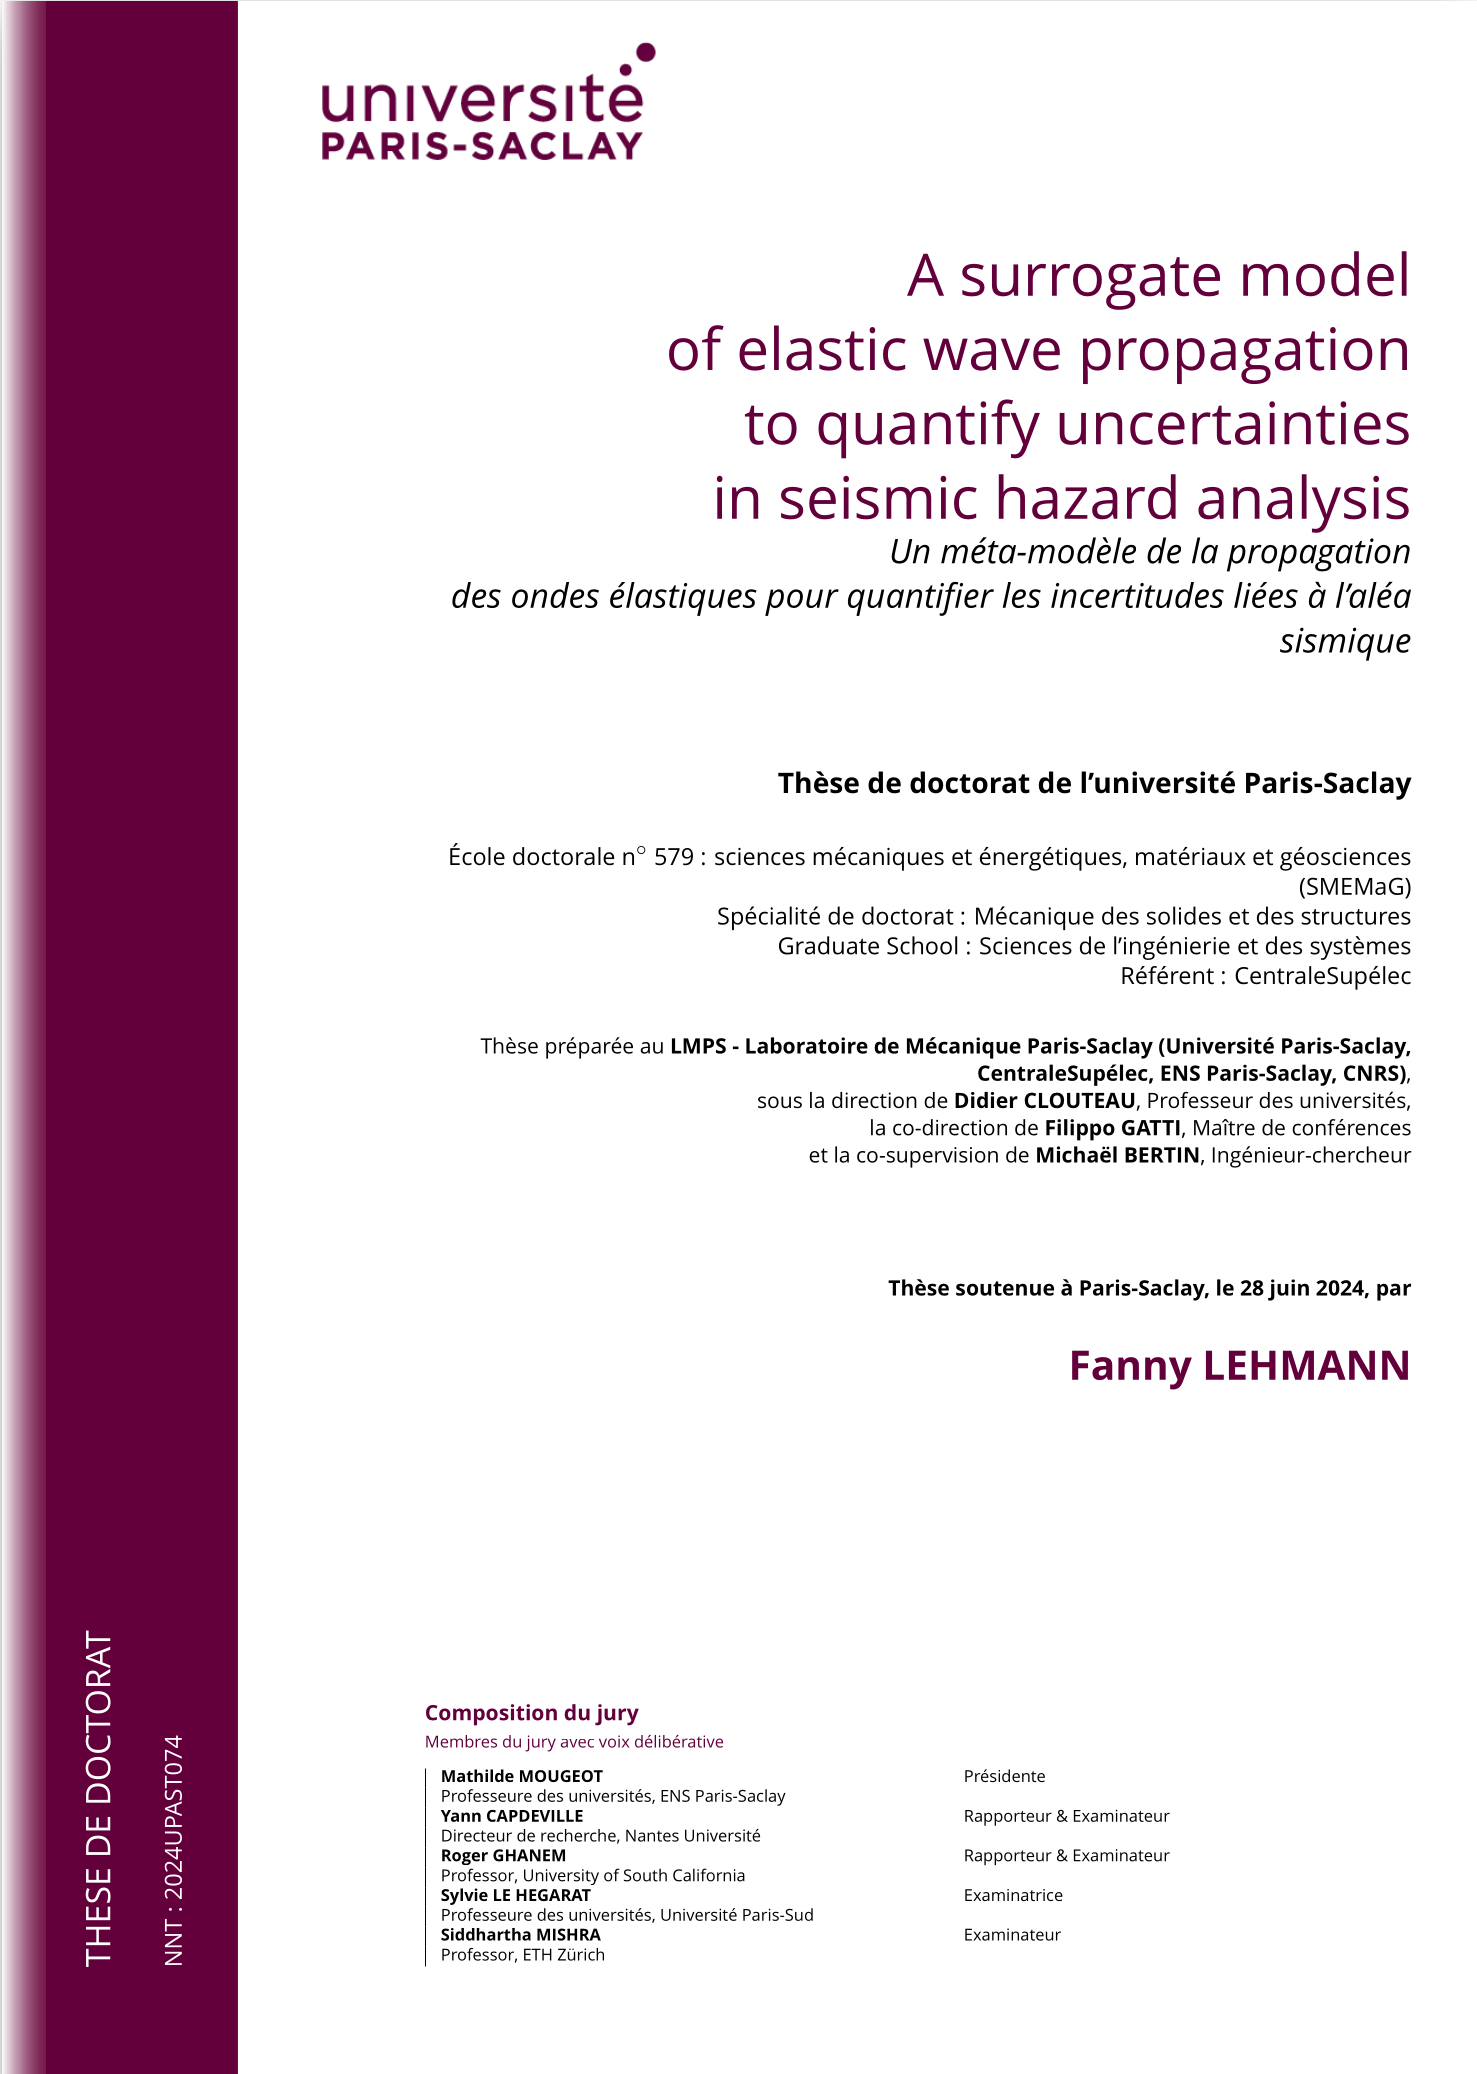 université
PARIS-SACLAY
A surrogate model
of elastic wave propagation
to quantify uncertainties
in seismic hazard analysis
Un méta-modèle de la propagation
des ondes élastiques pour quantifier les incertitudes liées à l’aléa
sismique
Thèse de doctorat de l’université Paris-Saclay
École doctorale n° 579 : sciences mécaniques et énergétiques, matériaux et géosciences
(SMEMaG)
Spécialité de doctorat : Mécanique des solides et des structures
Graduate School : Sciences de l’ingénierie et des systèmes
Référent : CentraleSupélec
Thèse préparée au LMPS - Laboratoire de Mécanique Paris-Saclay (Université Paris-Saclay,
CentraleSupélec, ENS Paris-Saclay, CNRS),
sous la direction de Didier CLOUTEAU, Professeur des universités,
la co-direction de Filippo GATTI, Maître de conférences
et la co-supervision de Michaël BERTIN, Ingénieur-chercheur
Thèse soutenue à Paris-Saclay, le 28 juin 2024, par
Fanny LEHMANN
THESE DE DOCTORAT
NNT : 2024UPAST074
Composition du jury
Membres du jury avec voix délibérative
Mathilde MOUGEOT Présidente
Professeure des universités, ENS Paris-Saclay
Yann CAPDEVILLE Rapporteur & Examinateur
Directeur de recherche, Nantes Université
Roger GHANEM Rapporteur & Examinateur
Professor, University of South California
Sylvie LE HEGARAT Examinatrice
Professeure des universités, Université Paris-Sud
Siddhartha MISHRA Examinateur
Professor, ETH Zürich